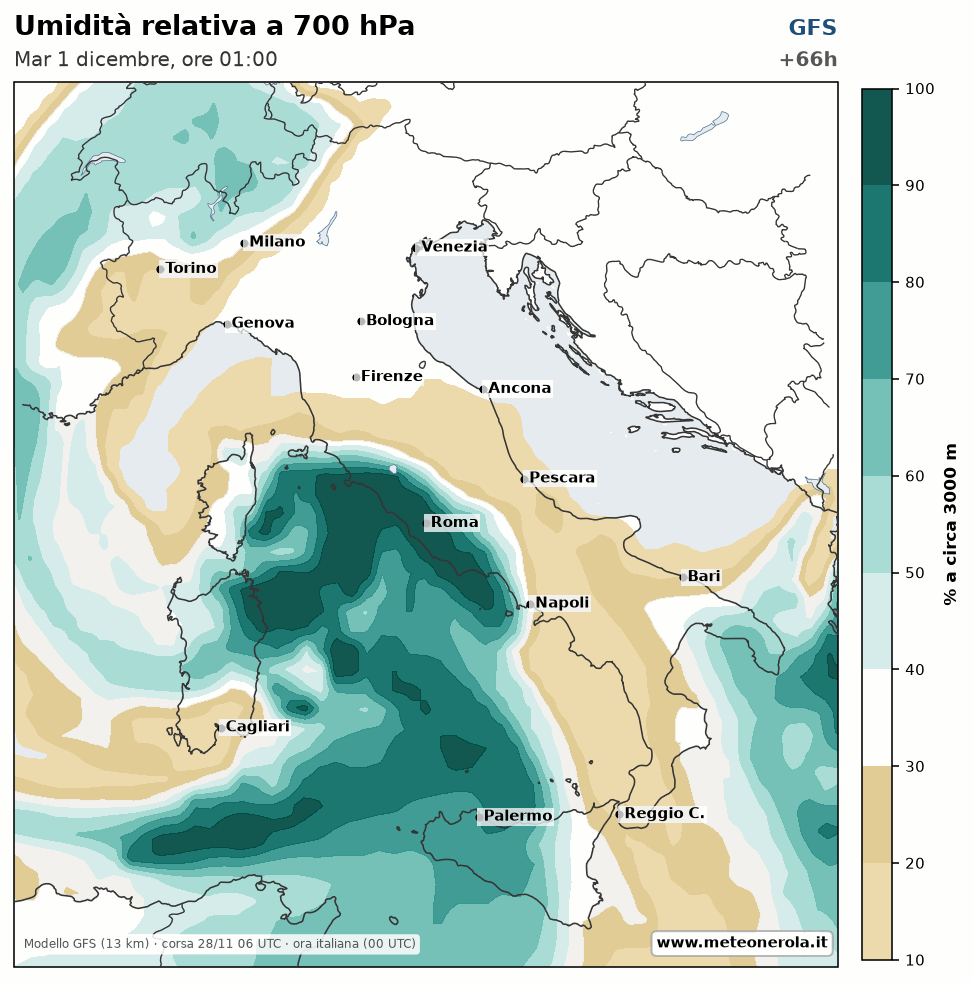 Umidità relativa a 700 hPa
GFS
Mar 1 dicembre, ore 01:00
+66h
Milano
Venezia
Torino
Genova
Bologna
Firenze
Ancona
Pescara
Roma
Bari
Napoli
Cagliari
Palermo
Reggio C.
100
90
80
70
60
50
40
30
20
10
% a circa 3000 m
Modello GFS (13 km) · corsa 28/11 06 UTC · ora italiana (00 UTC)
www.meteonerola.it